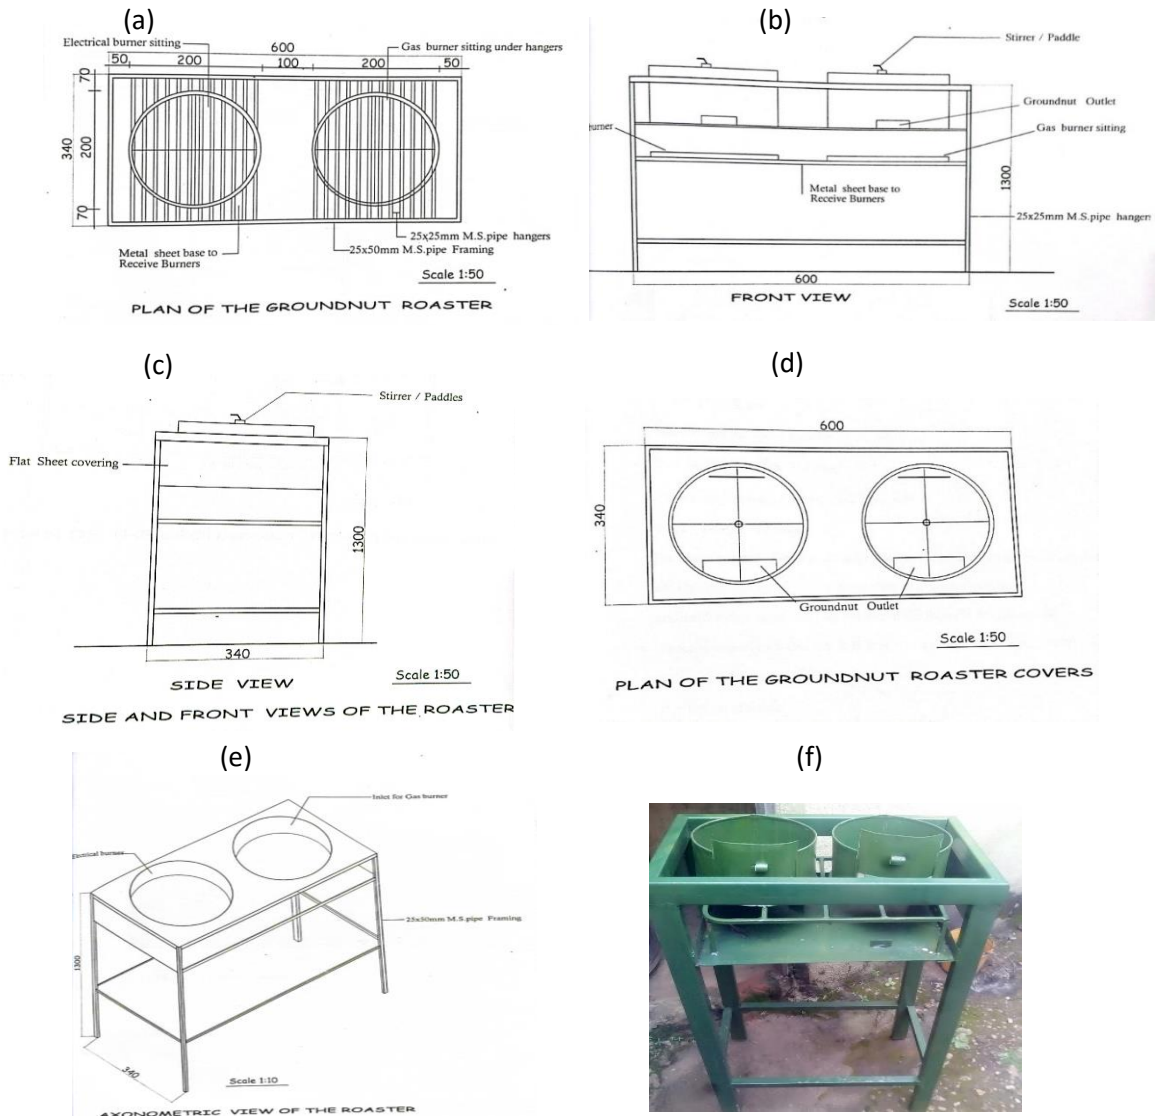 (a)
Electrical burner sitting
600
Gas burner sitting under hangers
50
200
100
200
50
70
340
200
70
25x25mm M.S.pipe hangers
Metal sheet base to
Receive Burners
25x50mm M.S.pipe Framing
Scale 1:50
PLAN OF THE GROUNDNUT ROASTER
(b)
Stirrer / Paddle
Groundnut Outlet
Gas burner sitting
Metal sheet base to
Receive Burners
1300
25x25mm M.S.pipe hangers
600
FRONT VIEW
Scale 1:50
(c)
Stirrer / Paddles
Flat Sheet covering
1300
340
SIDE VIEW
Scale 1:50
SIDE AND FRONT VIEWS OF THE ROASTER
(d)
600
340
Groundnut Outlet
Scale 1:50
PLAN OF THE GROUNDNUT ROASTER COVERS
(e)
Inlet for Gas burner
burner
25x50mm M.S.pipe Framing
1300
340
Scale 1:10
AXONOMETRIC VIEW OF THE ROASTER
(f)